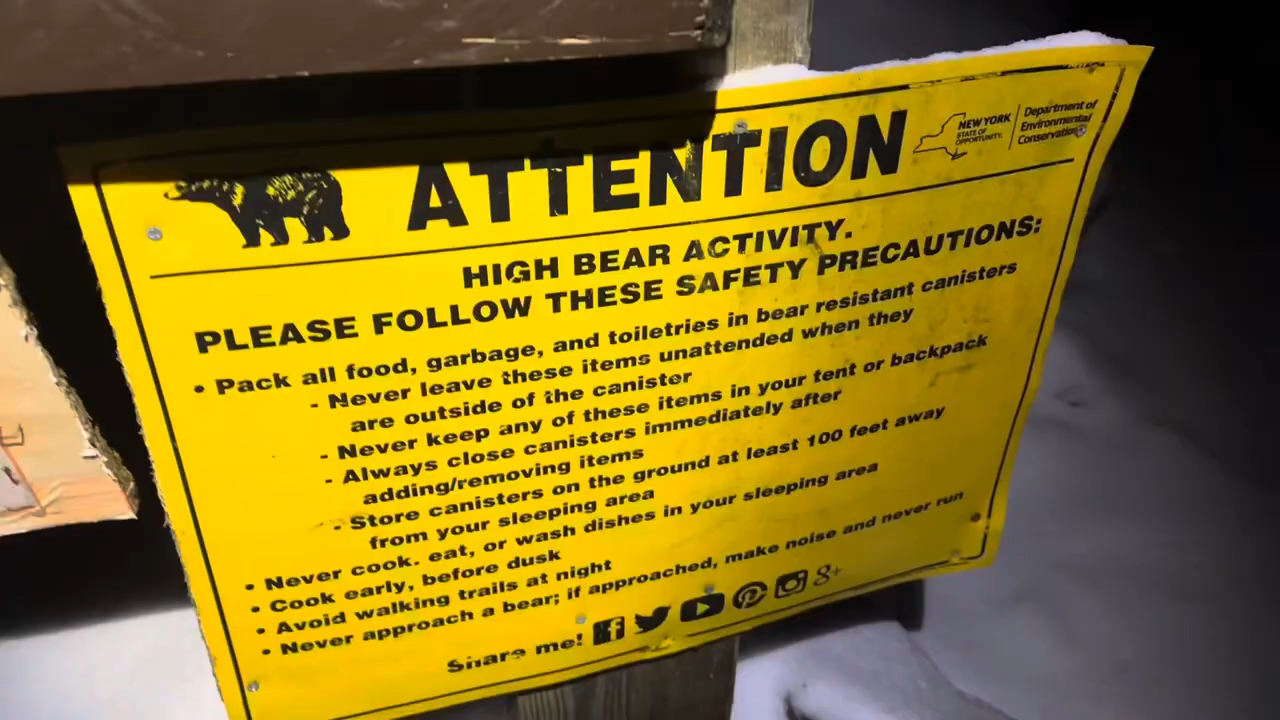 ATTENTION
NEW YORK
STATE OF
OPPORTUNITY.
Department of
Environmental
Conservation
HIGH BEAR ACTIVITY.
PLEASE FOLLOW THESE SAFETY PRECAUTIONS:
• Pack all food, garbage, and toiletries in bear resistant canisters
- Never leave these items unattended when they
are outside of the canister
- Never keep any of these items in your tent or backpack
- Always close canisters immediately after
adding/removing items
- Store canisters on the ground at least 100 feet away
from your sleeping area
• Never cook, eat, or wash dishes in your sleeping area
• Cook early, before dusk
• Avoid walking trails at night
• Never approach a bear; if approached, make noise and never run
Share me!
g+